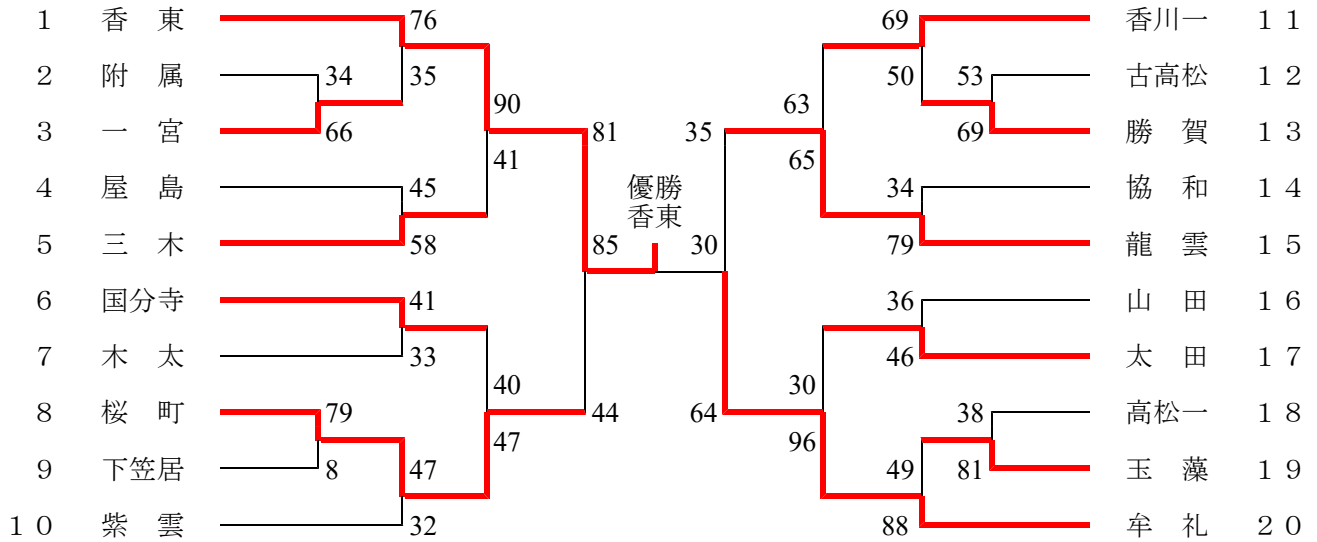 1 香 東 76 69 香川一 11
2 附 属 34 35 50 53 古高松 12
90 63
3 一 宮 66 81 35 69 勝 賀 13
41 65
4 屋 島 45 優勝 34 協 和 14
香東
5 三 木 58 85 30 79 龍 雲 15
6 国分寺 41 36 山 田 16
7 木 太 33 46 太 田 17
40 30
8 桜 町 79 44 64 38 高松一 18
47 96
9 下笠居 8 47 49 81 玉 藻 19
10 紫 雲 32 88 牟 礼 20